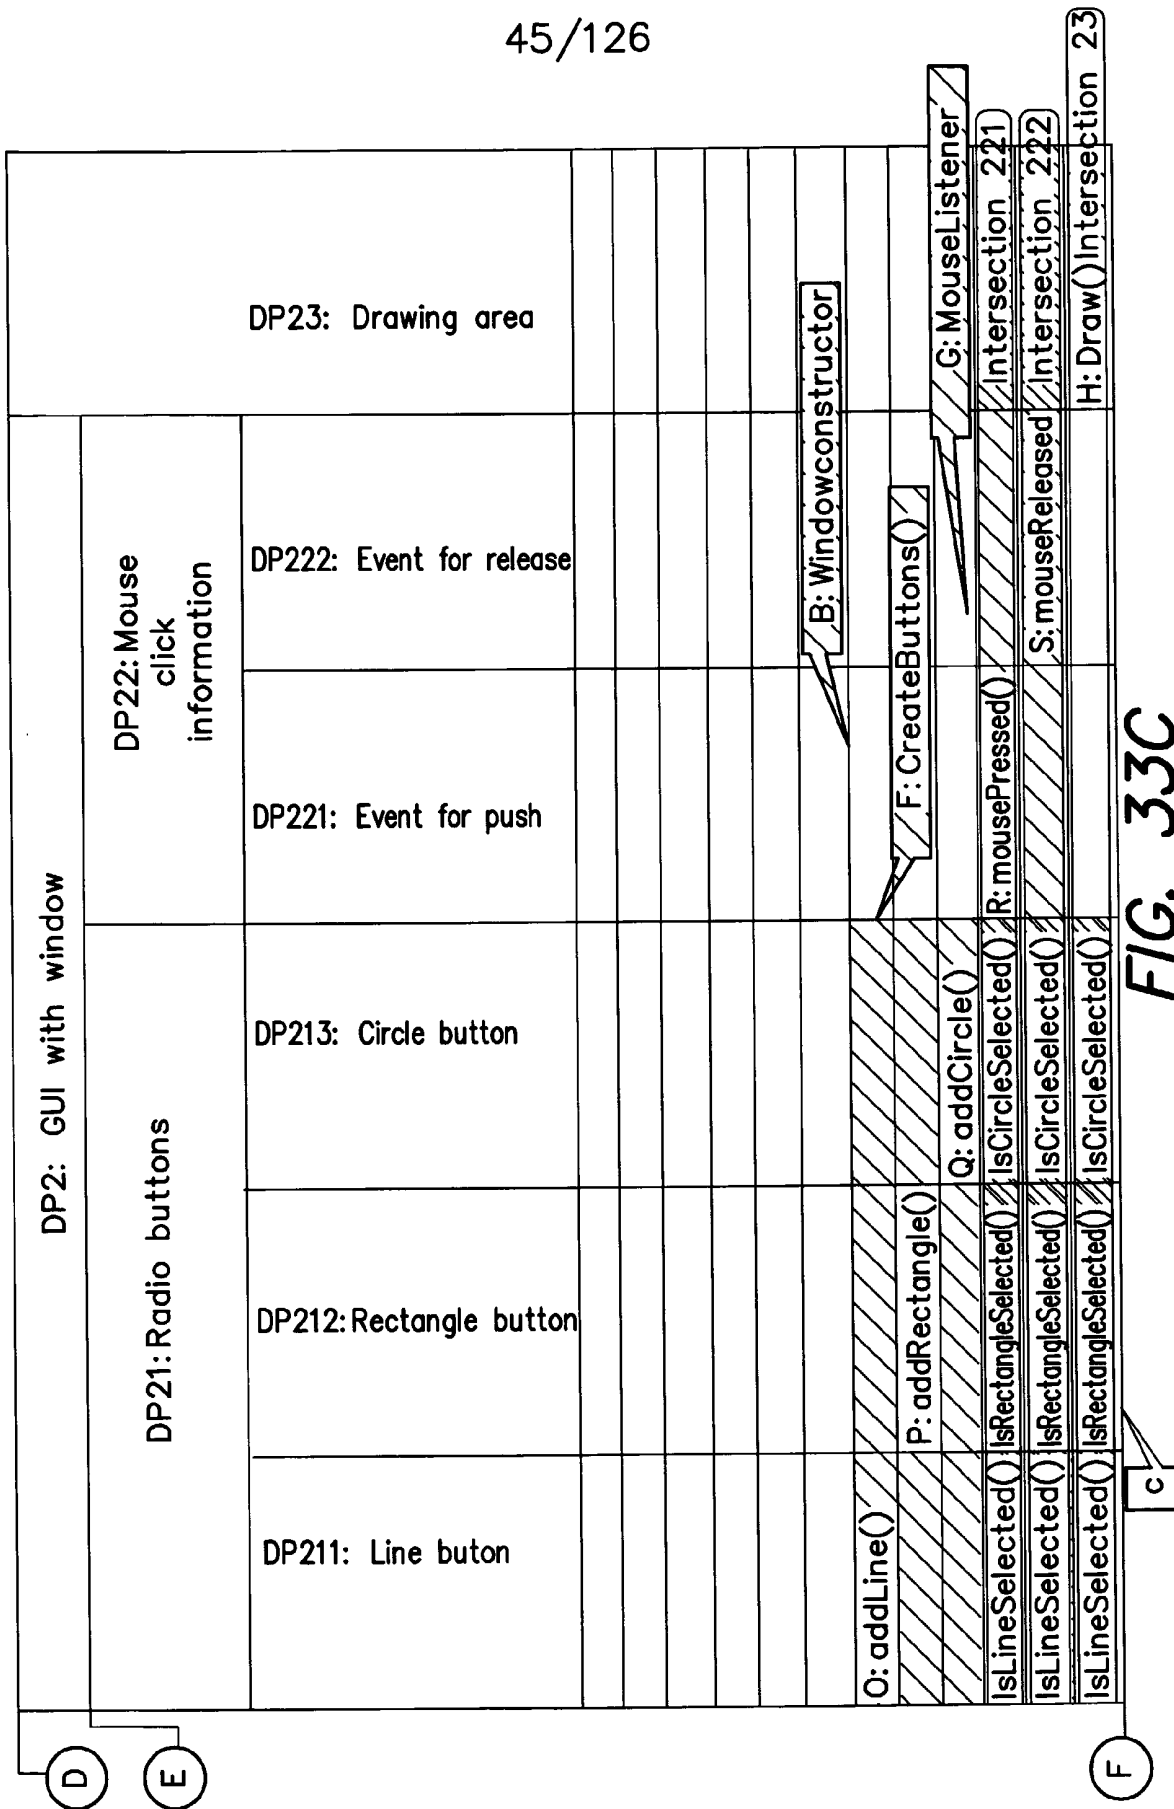 45/126
D
E
DP2: GUI with window
DP21: Radio buttons
DP22: Mouse
click
information
DP211: Line buton
DP212: Rectangle button
DP213: Circle button
DP221: Event for push
DP222: Event for release
DP23: Drawing area
B: Windowconstructor
O: addLine()
F: CreateButtons()
P: addRectangle()
G: MouseListener
Q: addCircle()
IsLineSelected() IsRectangleSelected() IsCircleSelected() R: mousePressed() Intersection 221
IsLineSelected() IsRectangleSelected() IsCircleSelected() S: mouseReleased Intersection 222
IsLineSelected() IsRectangleSelected() IsCircleSelected() H: Draw() Intersection 23
F
C
FIG. 33C